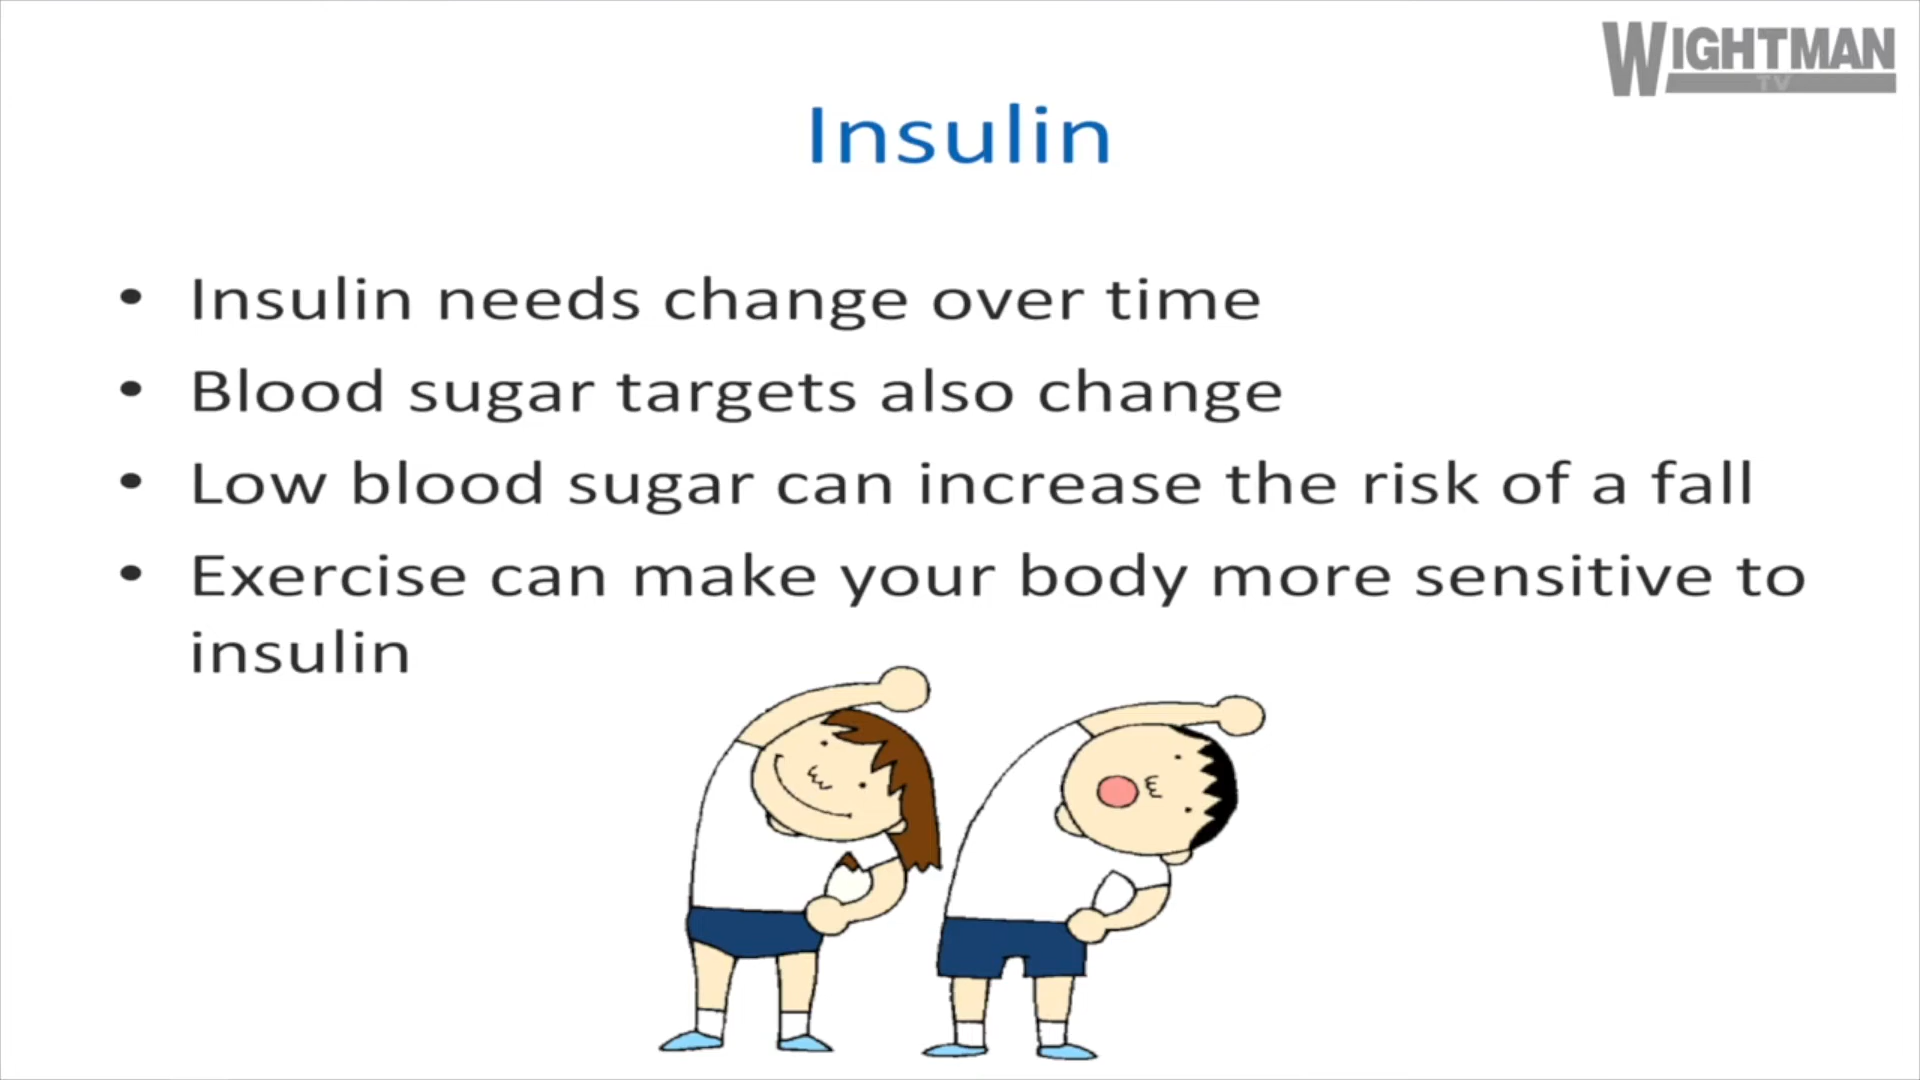 WIGHTMAN
TV
Insulin
• Insulin needs change over time
• Blood sugar targets also change
• Low blood sugar can increase the risk of a fall
• Exercise can make your body more sensitive to
insulin